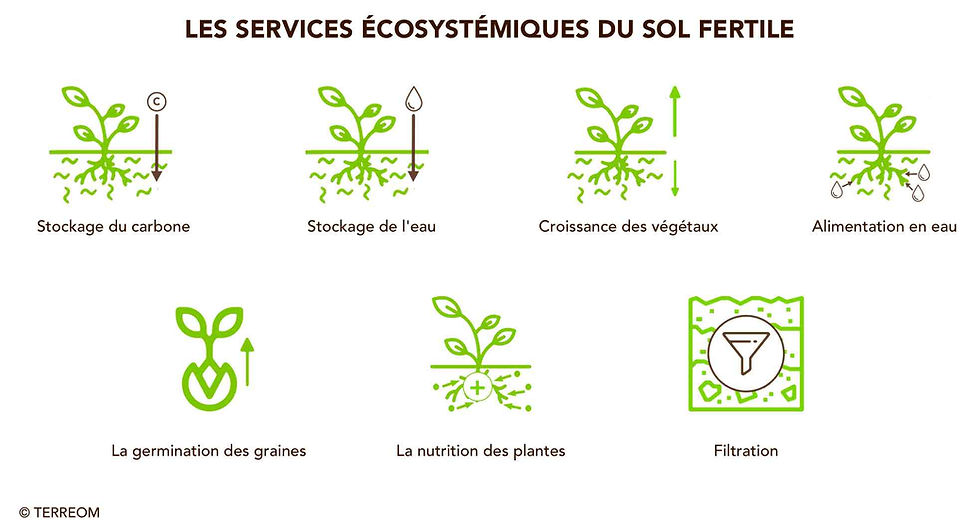 LES SERVICES ÉCOSYSTÉMIQUES DU SOL FERTILE
C
Stockage du carbone
Stockage de l'eau
Croissance des végétaux
Alimentation en eau
La germination des graines
La nutrition des plantes
Filtration
© TERREOM